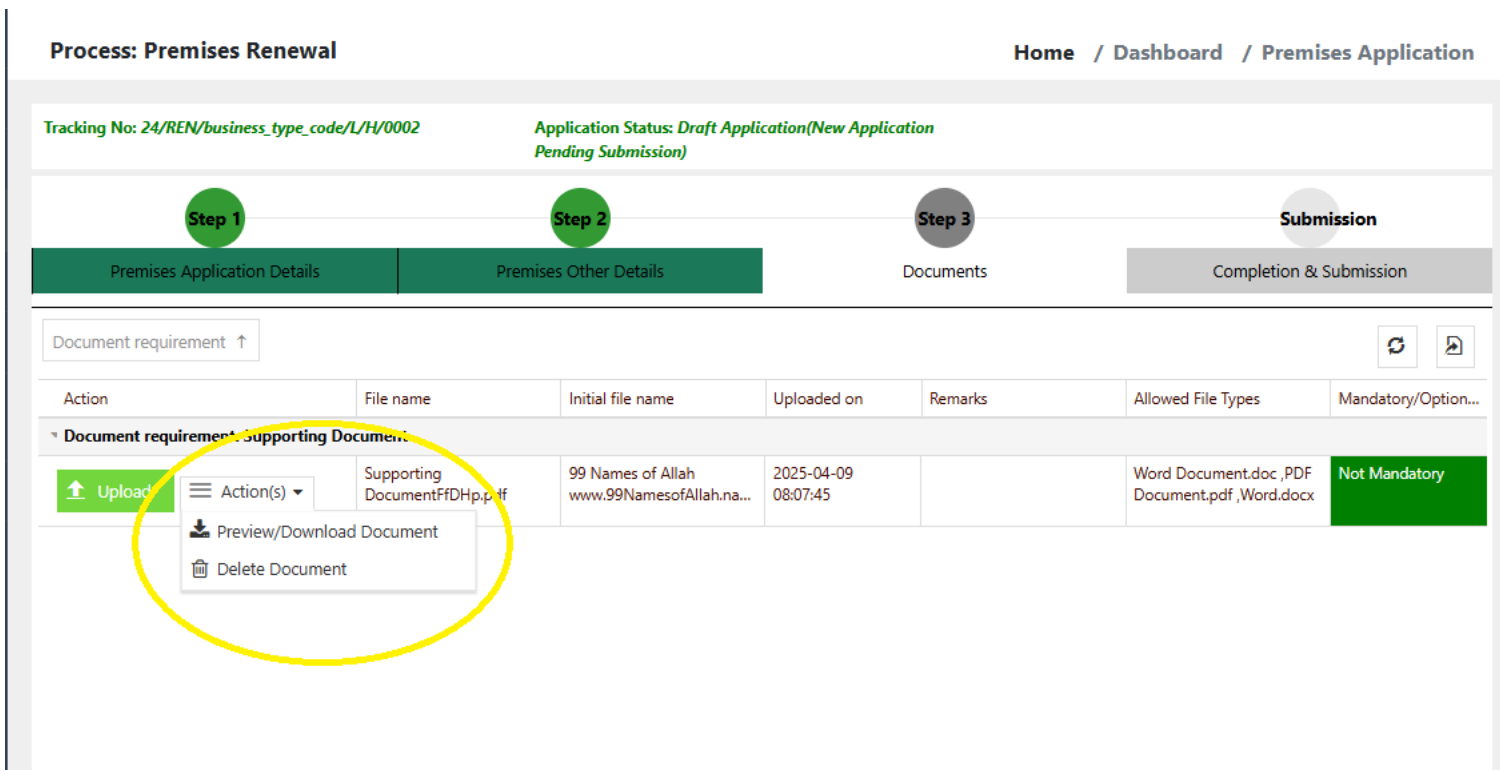 Process: Premises Renewal
Home / Dashboard / Premises Application
Tracking No: 24/REN/business_type_code/L/H/0002
Application Status: Draft Application(New Application
Pending Submission)
Step 1
Step 2
Step 3
Submission
Premises Application Details
Premises Other Details
Documents
Completion & Submission
Document requirement ↑
Action
File name
Initial file name
Uploaded on
Remarks
Allowed File Types
Mandatory/Option...
Document requirement: Supporting Document
Upload
Action(s)
Supporting
DocumentFfDHp.pdf
99 Names of Allah
www.99NamesofAllah.na...
2025-04-09
08:07:45
Word Document.doc ,PDF
Document.pdf ,Word.docx
Not Mandatory
Preview/Download Document
Delete Document